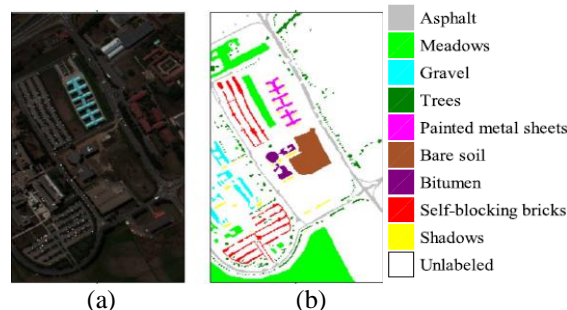 Asphalt
Meadows
Gravel
Trees
Painted metal sheets
Bare soil
Bitumen
Self-blocking bricks
Shadows
Unlabeled
(a)
(b)